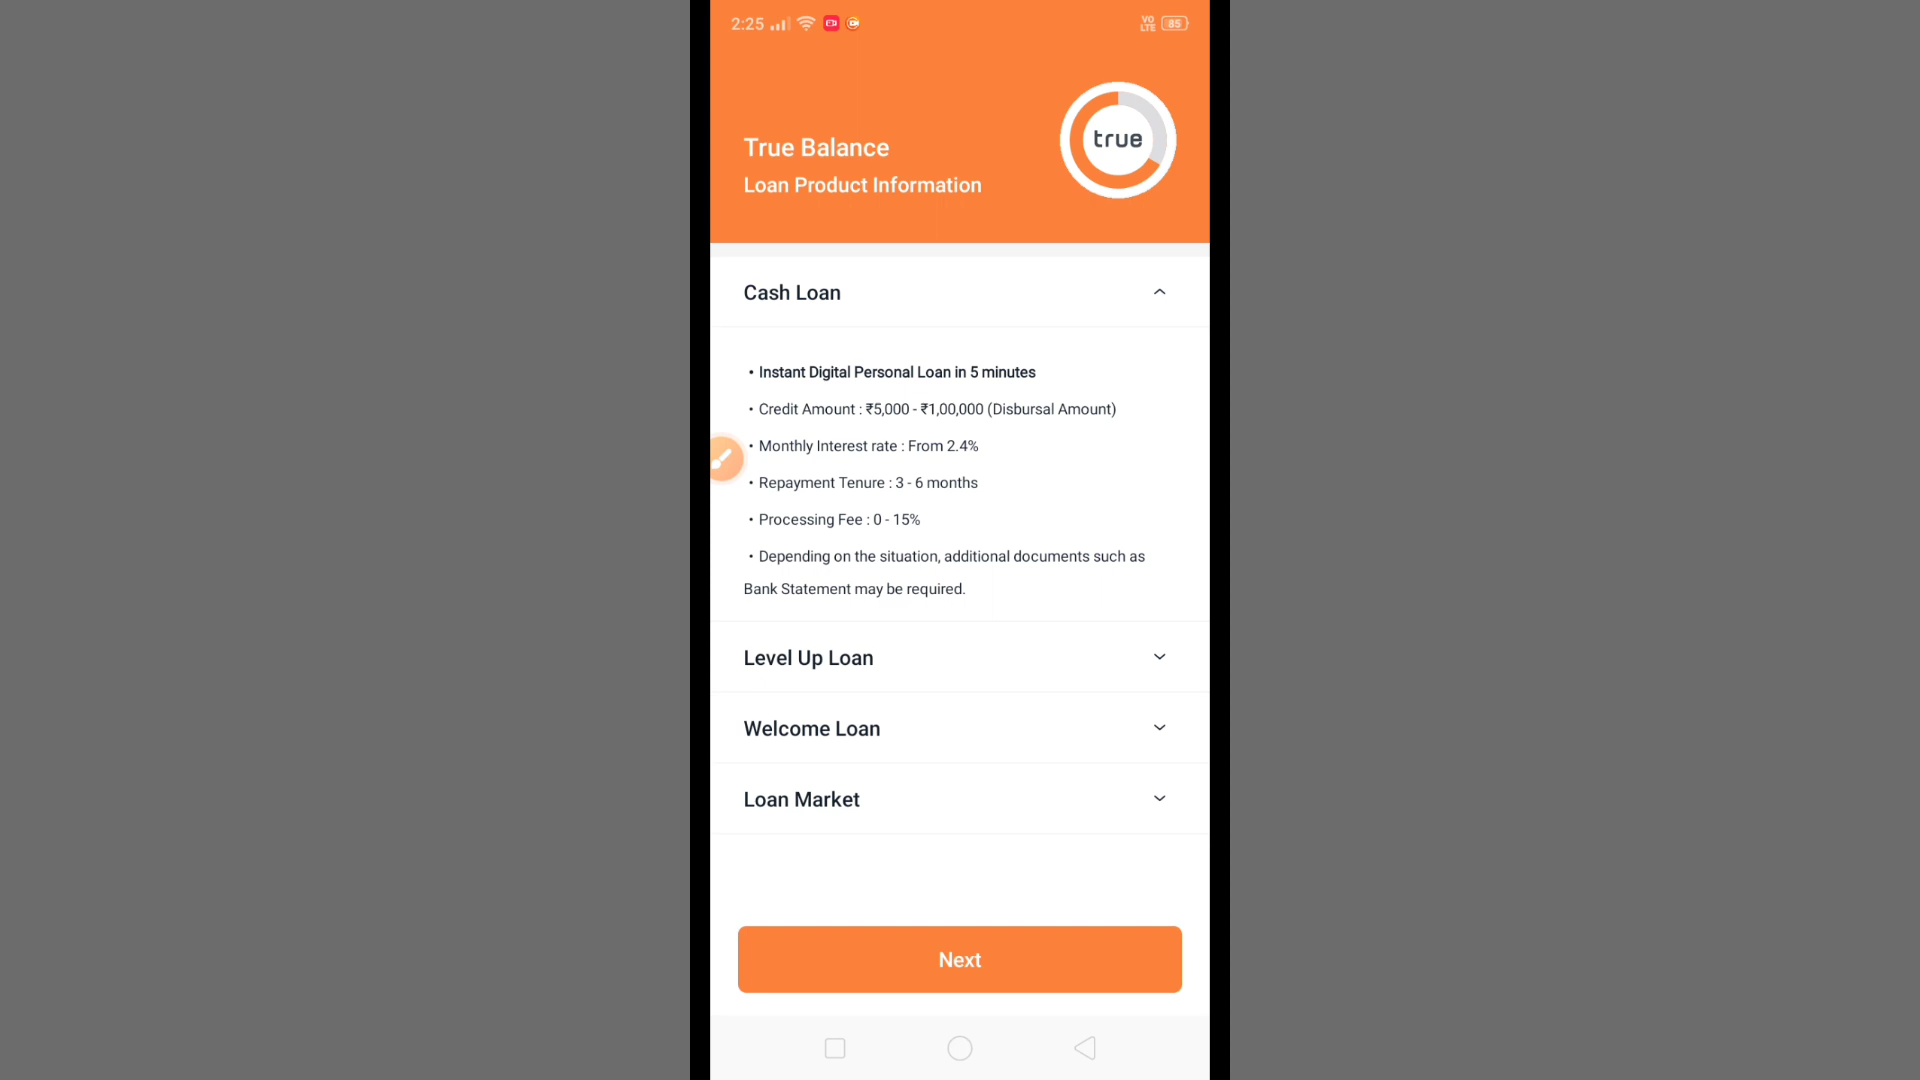 2:25
VO
LTE
85
true
True Balance
Loan Product Information
Cash Loan
• Instant Digital Personal Loan in 5 minutes
• Credit Amount : ₹5,000 - ₹1,00,000 (Disbursal Amount)
• Monthly Interest rate : From 2.4%
• Repayment Tenure : 3 - 6 months
• Processing Fee : 0 - 15%
• Depending on the situation, additional documents such as
Bank Statement may be required.
Level Up Loan
Welcome Loan
Loan Market
Next